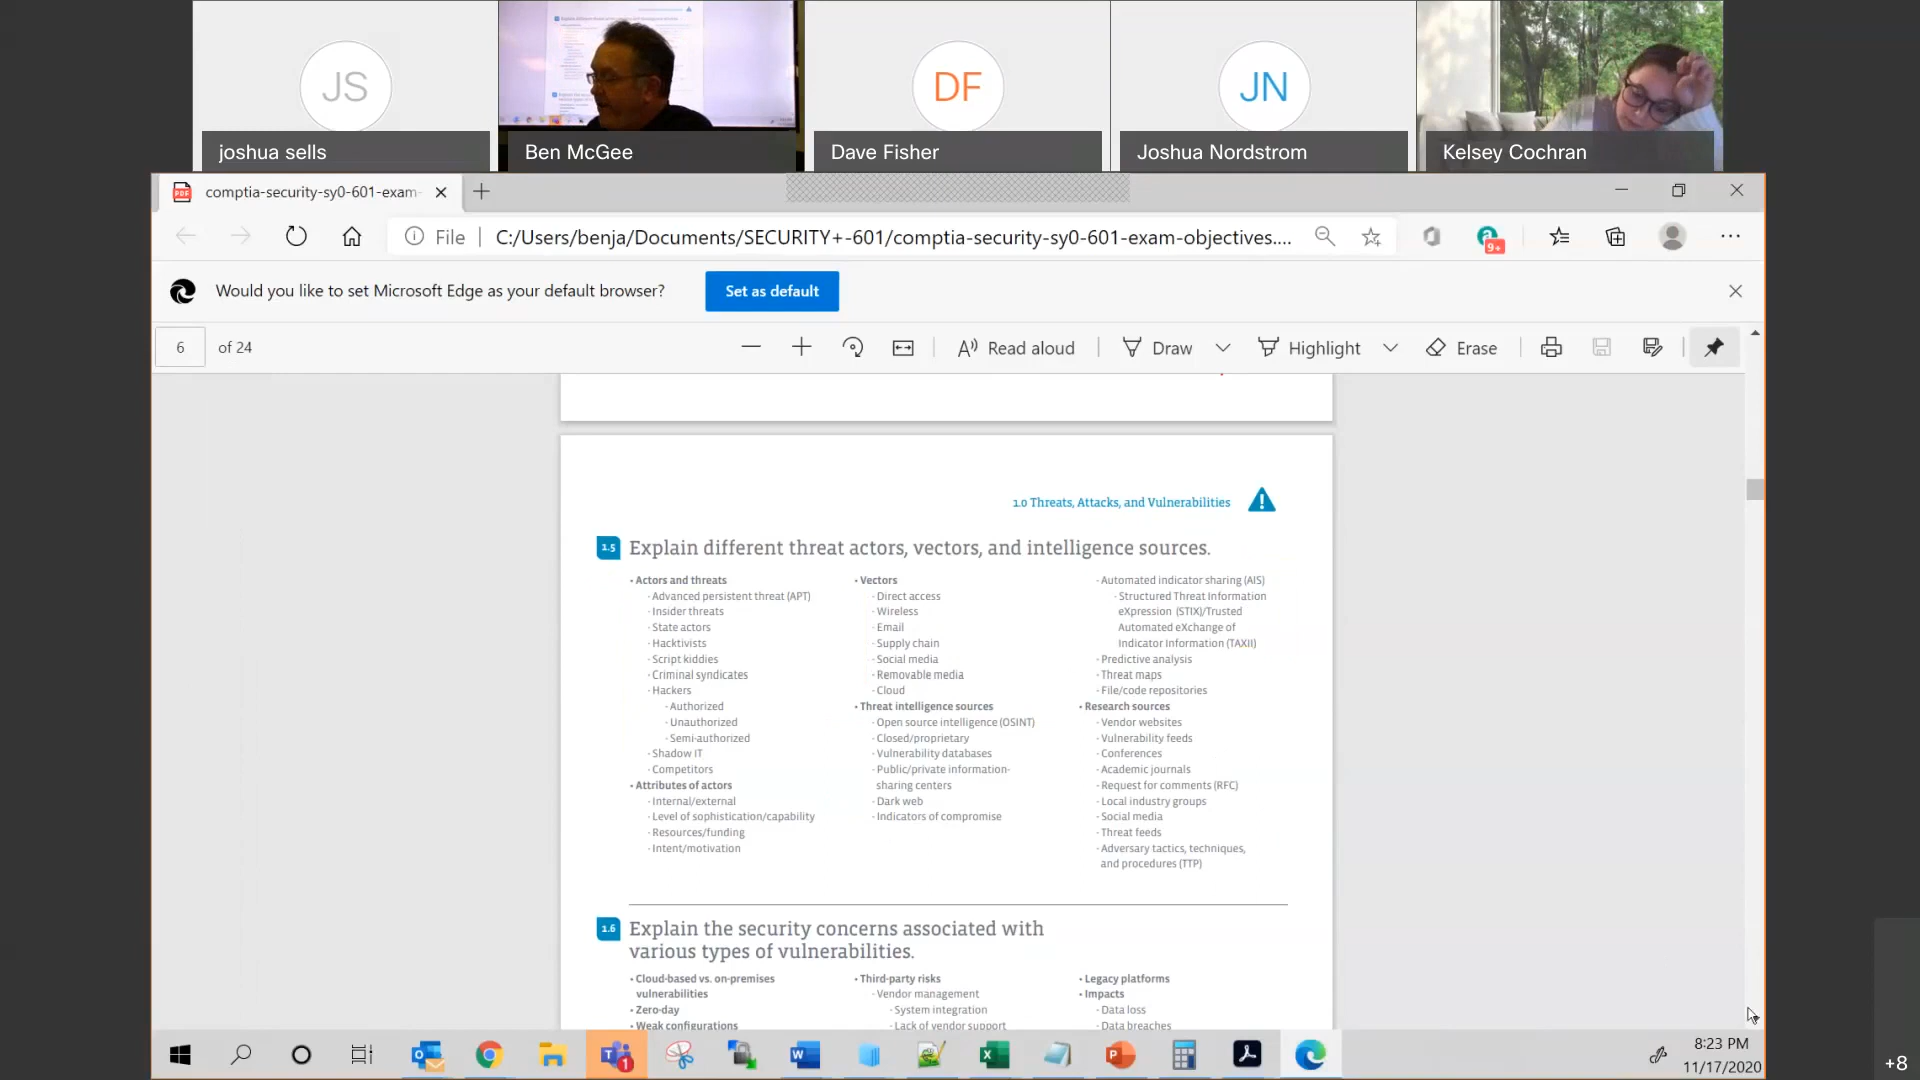 JS
DF
JN
joshua sells
Ben McGee
Dave Fisher
Joshua Nordstrom
Kelsey Cochran
comptia-security-sy0-601-exam-
File
C:/Users/benja/Documents/SECURITY+-601/comptia-security-sy0-601-exam-objectives....
9+
Would you like to set Microsoft Edge as your default browser?
Set as default
6 of 24
Read aloud
Draw
Highlight
Erase
1.0 Threats, Attacks, and Vulnerabilities
1.5 Explain different threat actors, vectors, and intelligence sources.
• Actors and threats
- Advanced persistent threat (APT)
- Insider threats
- State actors
- Hacktivists
- Script kiddies
- Criminal syndicates
- Hackers
- Authorized
- Unauthorized
- Semi-authorized
- Shadow IT
- Competitors
• Attributes of actors
- Internal/external
- Level of sophistication/capability
- Resources/funding
- Intent/motivation
• Vectors
- Direct access
- Wireless
- Email
- Supply chain
- Social media
- Removable media
- Cloud
• Threat intelligence sources
- Open source intelligence (OSINT)
- Closed/proprietary
- Vulnerability databases
- Public/private information-
sharing centers
- Dark web
- Indicators of compromise
- Automated indicator sharing (AIS)
- Structured Threat Information
eXpression (STIX)/Trusted
Automated eXchange of
Indicator Information (TAXII)
- Predictive analysis
- Threat maps
- File/code repositories
• Research sources
- Vendor websites
- Vulnerability feeds
- Conferences
- Academic journals
- Request for comments (RFC)
- Local industry groups
- Social media
- Threat feeds
- Adversary tactics, techniques,
and procedures (TTP)
1.6 Explain the security concerns associated with
various types of vulnerabilities.
• Cloud-based vs. on-premises
vulnerabilities
• Zero-day
• Weak configurations
• Third-party risks
- Vendor management
- System integration
- Lack of vendor support
• Legacy platforms
• Impacts
- Data loss
- Data breaches
8:23 PM
11/17/2020
+8